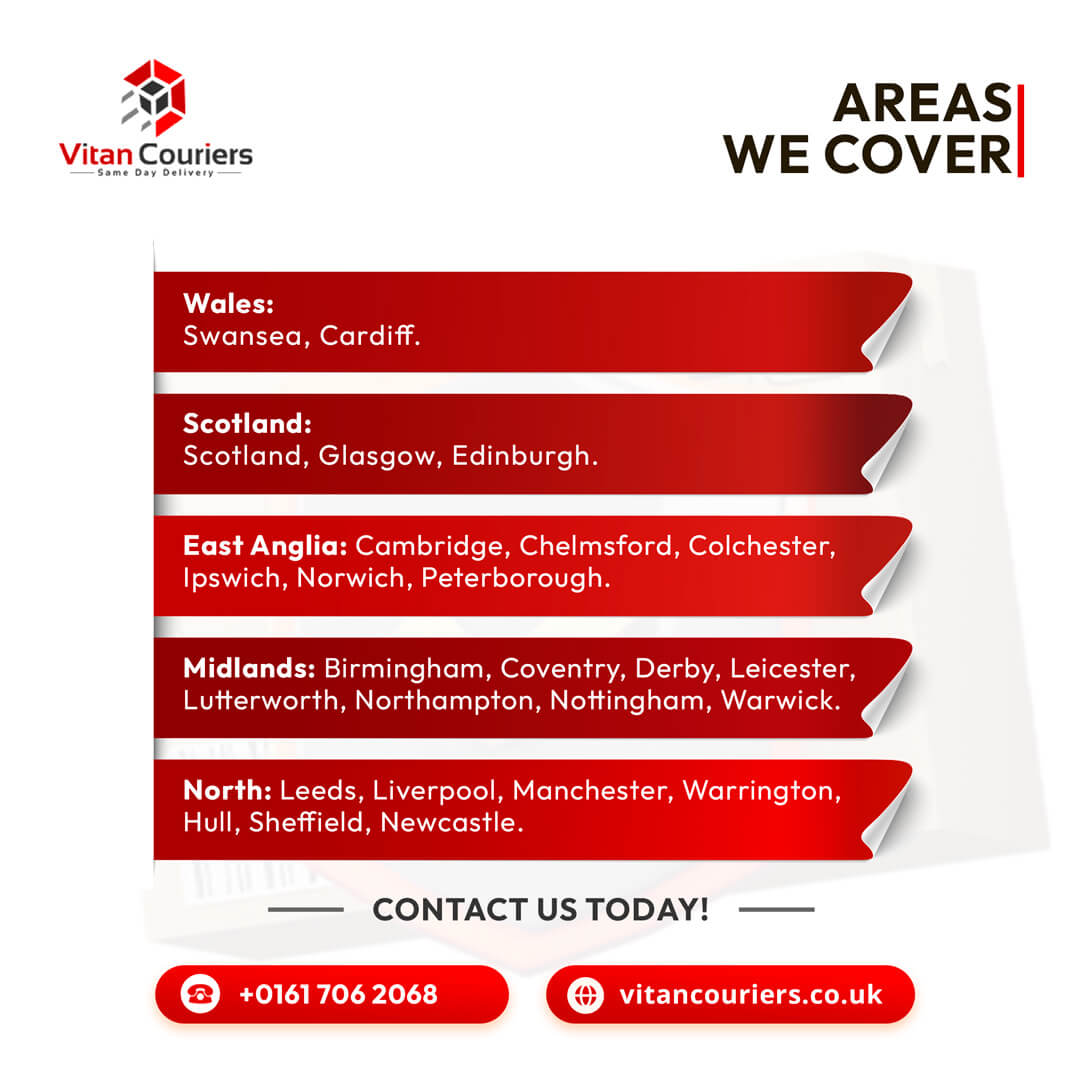 Vitan Couriers
Same Day Delivery
AREAS
WE COVER
Wales:
Swansea, Cardiff.
Scotland:
Scotland, Glasgow, Edinburgh.
East Anglia: Cambridge, Chelmsford, Colchester,
Ipswich, Norwich, Peterborough.
Midlands: Birmingham, Coventry, Derby, Leicester,
Lutterworth, Northampton, Nottingham, Warwick.
North: Leeds, Liverpool, Manchester, Warrington,
Hull, Sheffield, Newcastle.
CONTACT US TODAY!
+0161 706 2068
vitancouriers.co.uk